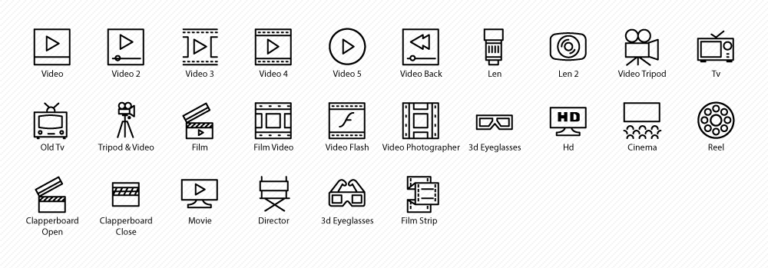 Video
Video 2
Video 3
Video 4
Video 5
Video Back
Len
Len 2
Video Tripod
Tv
Old Tv
Tripod & Video
Film
Film Video
Video Flash
Video Photographer
3d Eyeglasses
HD
Hd
Cinema
Reel
Clapperboard
Open
Clapperboard
Close
Movie
Director
3d Eyeglasses
Film Strip